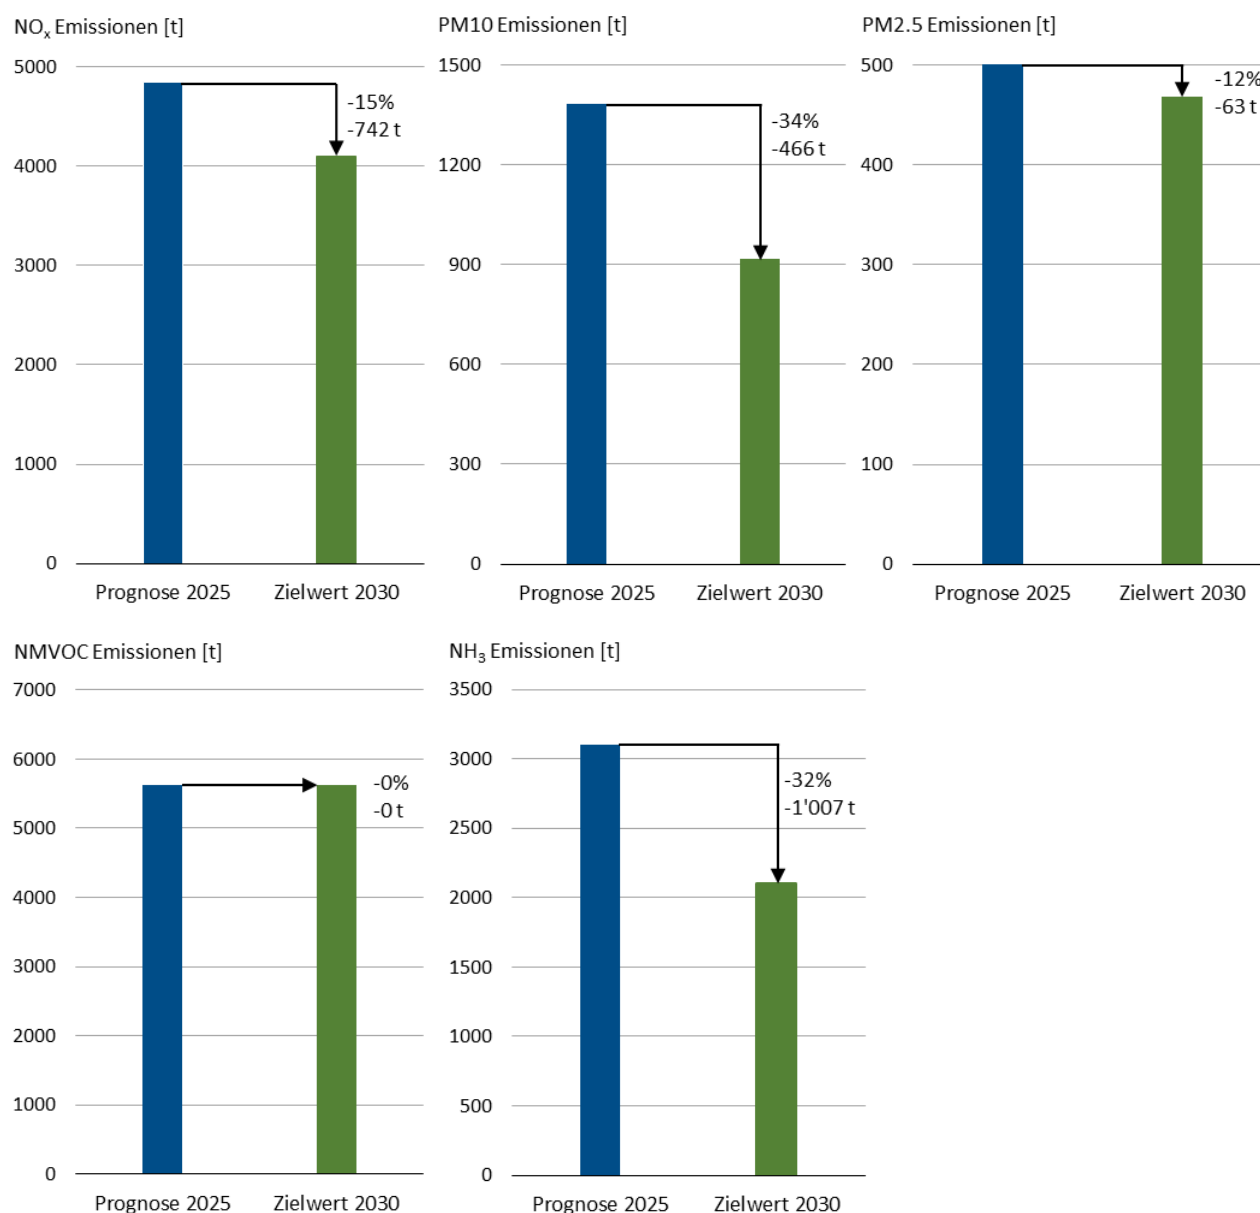 NOₓ Emissionen [t]
5000
4000
3000
2000
1000
0
-15%
-742 t
Prognose 2025
Zielwert 2030
PM10 Emissionen [t]
1500
1200
900
600
300
0
-34%
-466 t
Prognose 2025
Zielwert 2030
PM2.5 Emissionen [t]
500
400
300
200
100
0
-12%
-63 t
Prognose 2025
Zielwert 2030
NMVOC Emissionen [t]
7000
6000
5000
4000
3000
2000
1000
0
-0%
-0 t
Prognose 2025
Zielwert 2030
NH₃ Emissionen [t]
3500
3000
2500
2000
1500
1000
500
0
-32%
-1'007 t
Prognose 2025
Zielwert 2030